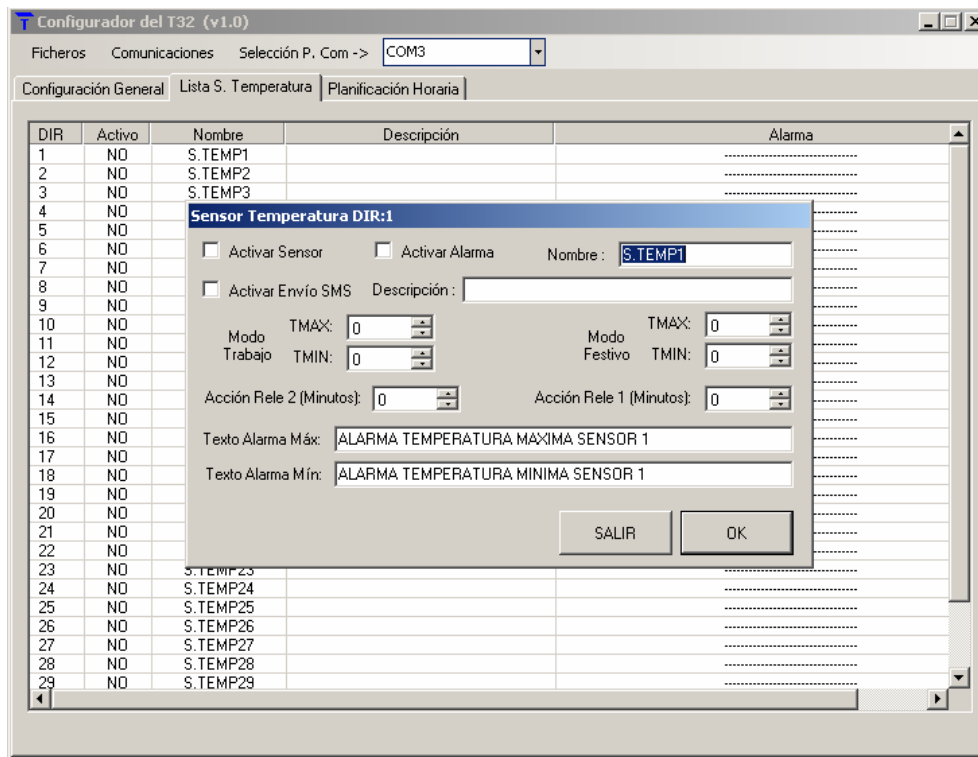 Configurador del T32 (v1.0)
Ficheros Comunicaciones Selección P. Com -> COM3
Configuración General Lista S. Temperatura Planificación Horaria
DIR Activo Nombre Descripción Alarma
1 NO S.TEMP1 --------------------------------
2 NO S.TEMP2 --------------------------------
3 NO S.TEMP3 --------------------------------
4 NO
5 NO
6 NO
7 NO
8 NO
9 NO
10 NO
11 NO
12 NO
13 NO
14 NO
15 NO
16 NO
17 NO
18 NO
19 NO
20 NO
21 NO
22 NO
23 NO S.TEMP23 --------------------------------
24 NO S.TEMP24 --------------------------------
25 NO S.TEMP25 --------------------------------
26 NO S.TEMP26 --------------------------------
27 NO S.TEMP27 --------------------------------
28 NO S.TEMP28 --------------------------------
29 NO S.TEMP29 --------------------------------
Sensor Temperatura DIR:1
Activar Sensor Activar Alarma Nombre : S.TEMP1
Activar Envío SMS Descripción :
Modo Trabajo TMAX: 0 TMIN: 0
Modo Festivo TMAX: 0 TMIN: 0
Acción Rele 2 (Minutos): 0 Acción Rele 1 (Minutos): 0
Texto Alarma Máx: ALARMA TEMPERATURA MAXIMA SENSOR 1
Texto Alarma Mín: ALARMA TEMPERATURA MINIMA SENSOR 1
SALIR OK